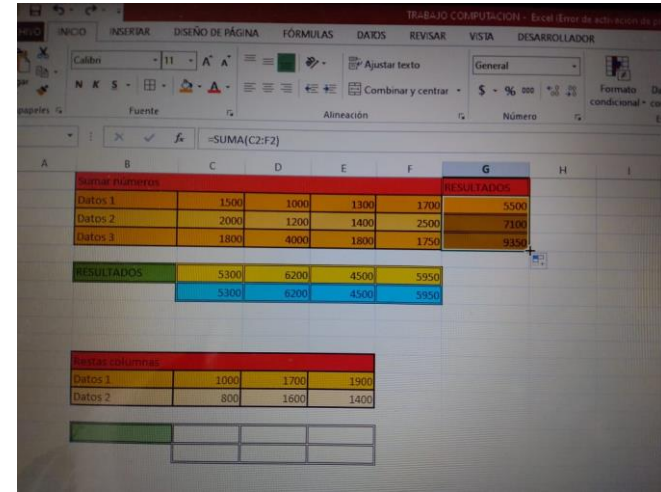 TRABAJO COMPUTACION - Excel (Error de activación de
INICIO INSERTAR DISEÑO DE PÁGINA FÓRMULAS DATOS REVISAR VISTA DESARROLLADOR
Calibri 11 A A Ajustar texto General
N K S A Combinar y centrar $ % 000 Formato
condicional
Fuente Alineación Número
fx =SUMA(C2:F2)
A B C D E F G H I
Sumar números RESULTADOS
Datos 1 1500 1000 1300 1700 5500
Datos 2 2000 1200 1400 2500 7100
Datos 3 1800 4000 1800 1750 9350
RESULTADOS 5300 6200 4500 5950
5300 6200 4500 5950
Restas columnas
Datos 1 1000 1700 1900
Datos 2 800 1600 1400